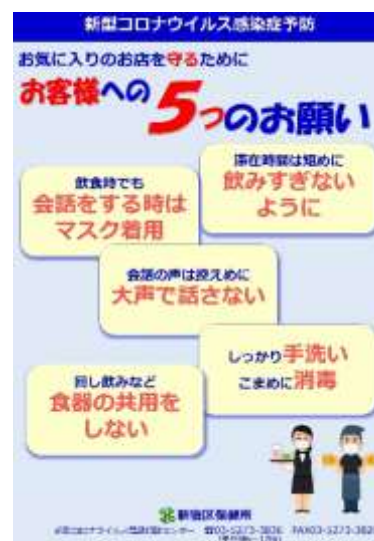 新型コロナウイルス感染症予防
お気に入りのお店を守るために
お客様への
5つのお願い
滞在時間は短めに
飲みすぎない
ように
飲食時でも
会話をする時は
マスク着用
会話の声は控えめに
大声で話さない
しっかり手洗い
こまめに消毒
回し飲みなど
食器の共用を
しない
新宿区保健所
☎03-5273-3836 FAX03-5273-3820